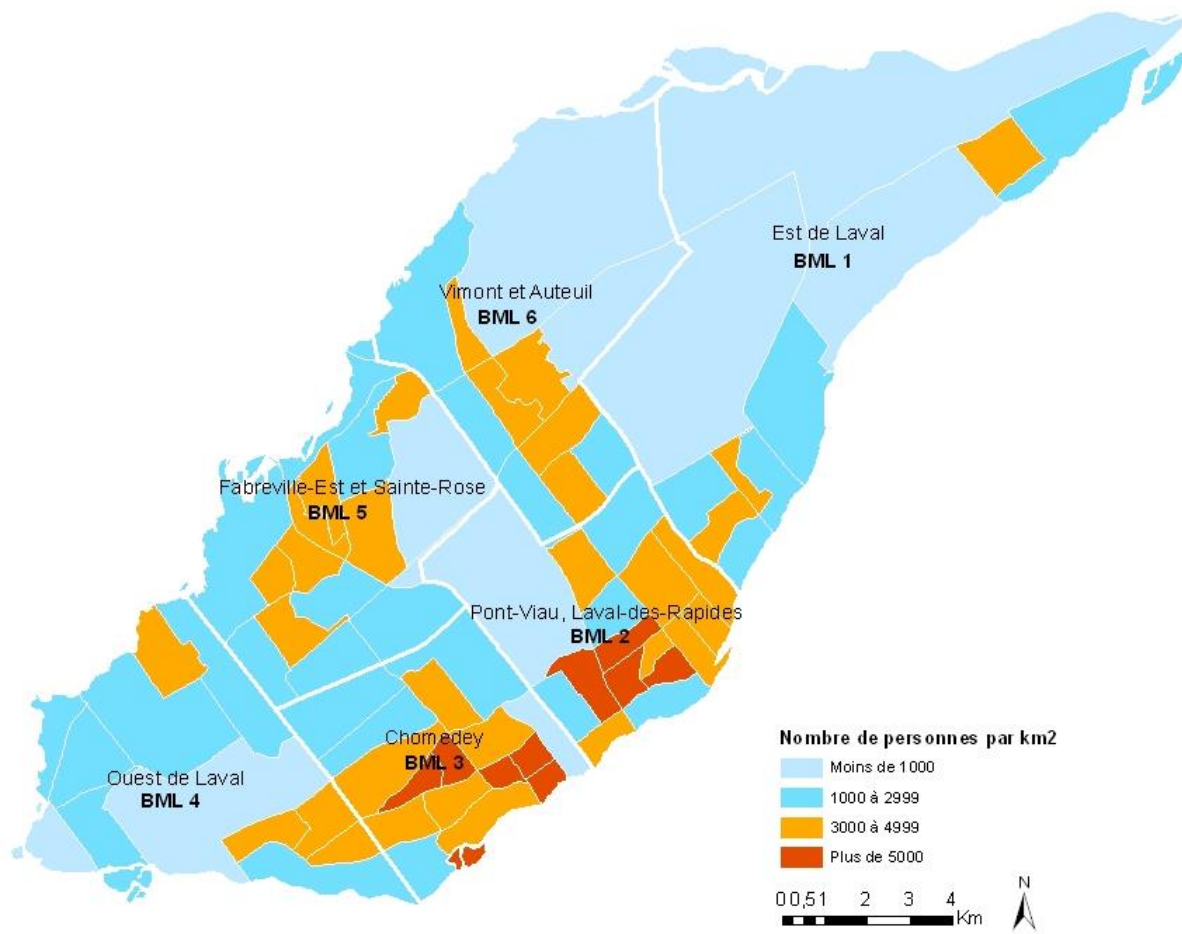 Est de Laval
BML 1
Vimont et Auteuil
BML 6
Fabreville-Est et Sainte-Rose
BML 5
Pont-Viau, Laval-des-Rapides
BML 2
Chomedey
BML 3
Ouest de Laval
BML 4
Nombre de personnes par km2
Moins de 1000
1000 à 2999
3000 à 4999
Plus de 5000
0 0,5 1 2 3 4
Km
N